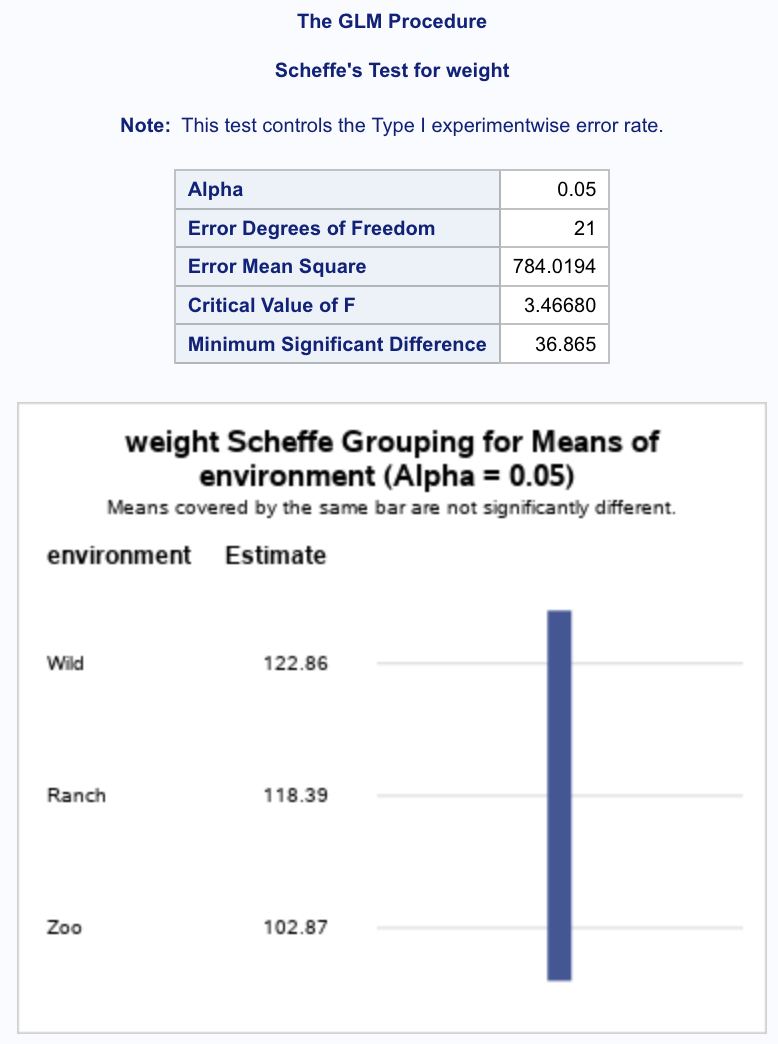 The GLM Procedure
Scheffe's Test for weight
Note: This test controls the Type I experimentwise error rate.
Alpha 0.05
Error Degrees of Freedom 21
Error Mean Square 784.0194
Critical Value of F 3.46680
Minimum Significant Difference 36.865
weight Scheffe Grouping for Means of
environment (Alpha = 0.05)
Means covered by the same bar are not significantly different.
environment Estimate
Wild 122.86
Ranch 118.39
Zoo 102.87